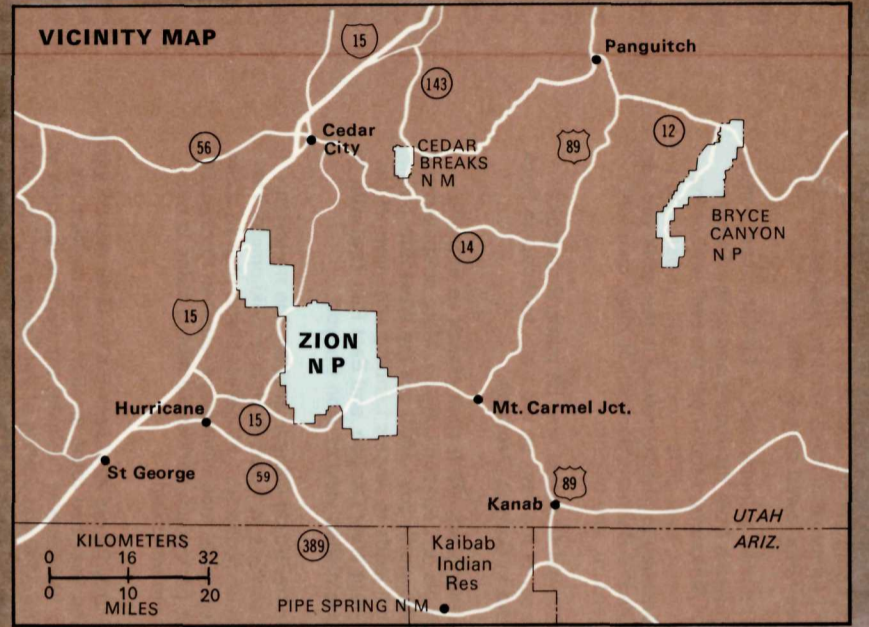 VICINITY MAP
15
Panguitch
143
12
Cedar
City
56
CEDAR
BREAKS
N M
89
BRYCE
CANYON
N P
14
15
ZION
N P
Hurricane
15
Mt. Carmel Jct.
St George
59
Kanab
89
UTAH
ARIZ.
KILOMETERS
0 16 32
0 10 20
MILES
389
Kaibab
Indian
Res
PIPE SPRING N M